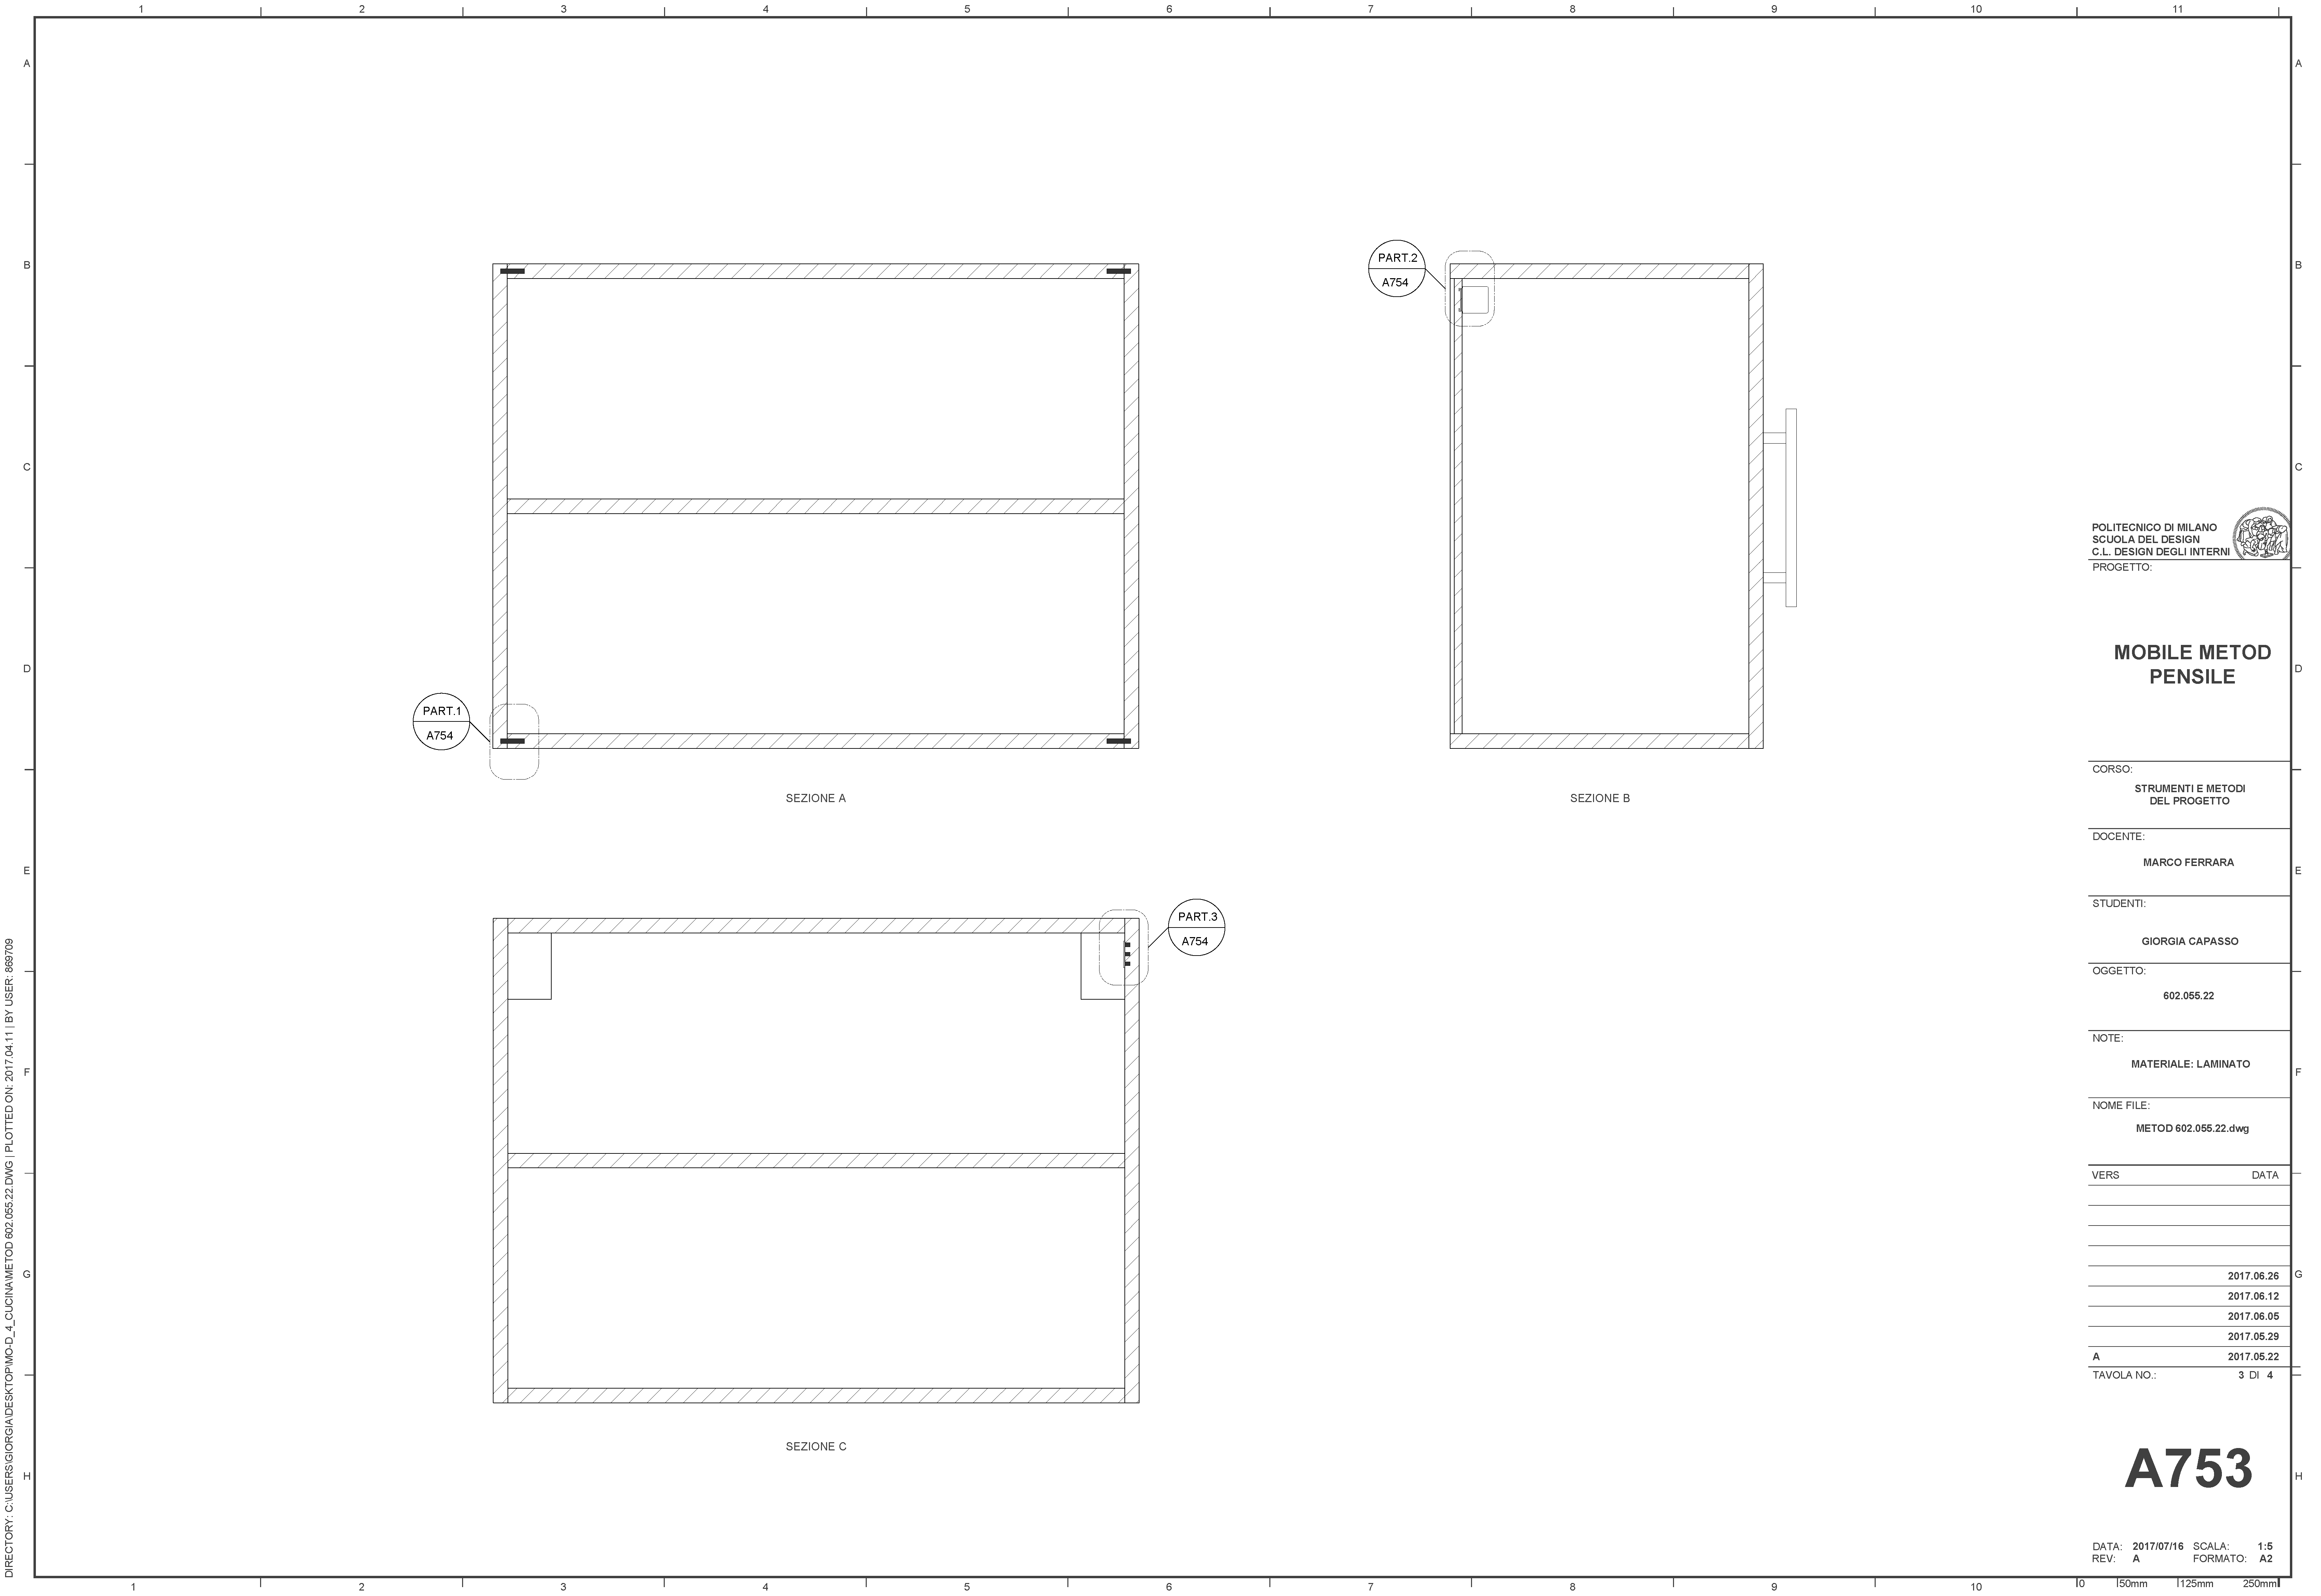 1 2 3 4 5 6 7 8 9 10 11
A A
B B
C C
D D
E E
F F
G G
H H
PART.1
A754
PART.2
A754
SEZIONE A
SEZIONE B
PART.3
A754
SEZIONE C
DIRECTORY: C:\USERS\GIORGIA\DESKTOP\MO-D_4_CUCINA\METOD 602.055.22.DWG | PLOTTED ON: 2017.04.11 | BY USER: 869709
POLITECNICO DI MILANO
SCUOLA DEL DESIGN
C.L. DESIGN DEGLI INTERNI
PROGETTO:
MOBILE METOD
PENSILE
CORSO:
STRUMENTI E METODI
DEL PROGETTO
DOCENTE:
MARCO FERRARA
STUDENTI:
GIORGIA CAPASSO
OGGETTO:
602.055.22
NOTE:
MATERIALE: LAMINATO
NOME FILE:
METOD 602.055.22.dwg
VERS DATA
2017.06.26
2017.06.12
2017.06.05
2017.05.29
A 2017.05.22
TAVOLA NO.: 3 DI 4
A753
DATA: 2017/07/16 SCALA: 1:5
REV: A FORMATO: A2
1 2 3 4 5 6 7 8 9 10
0 50mm 125mm 250mm